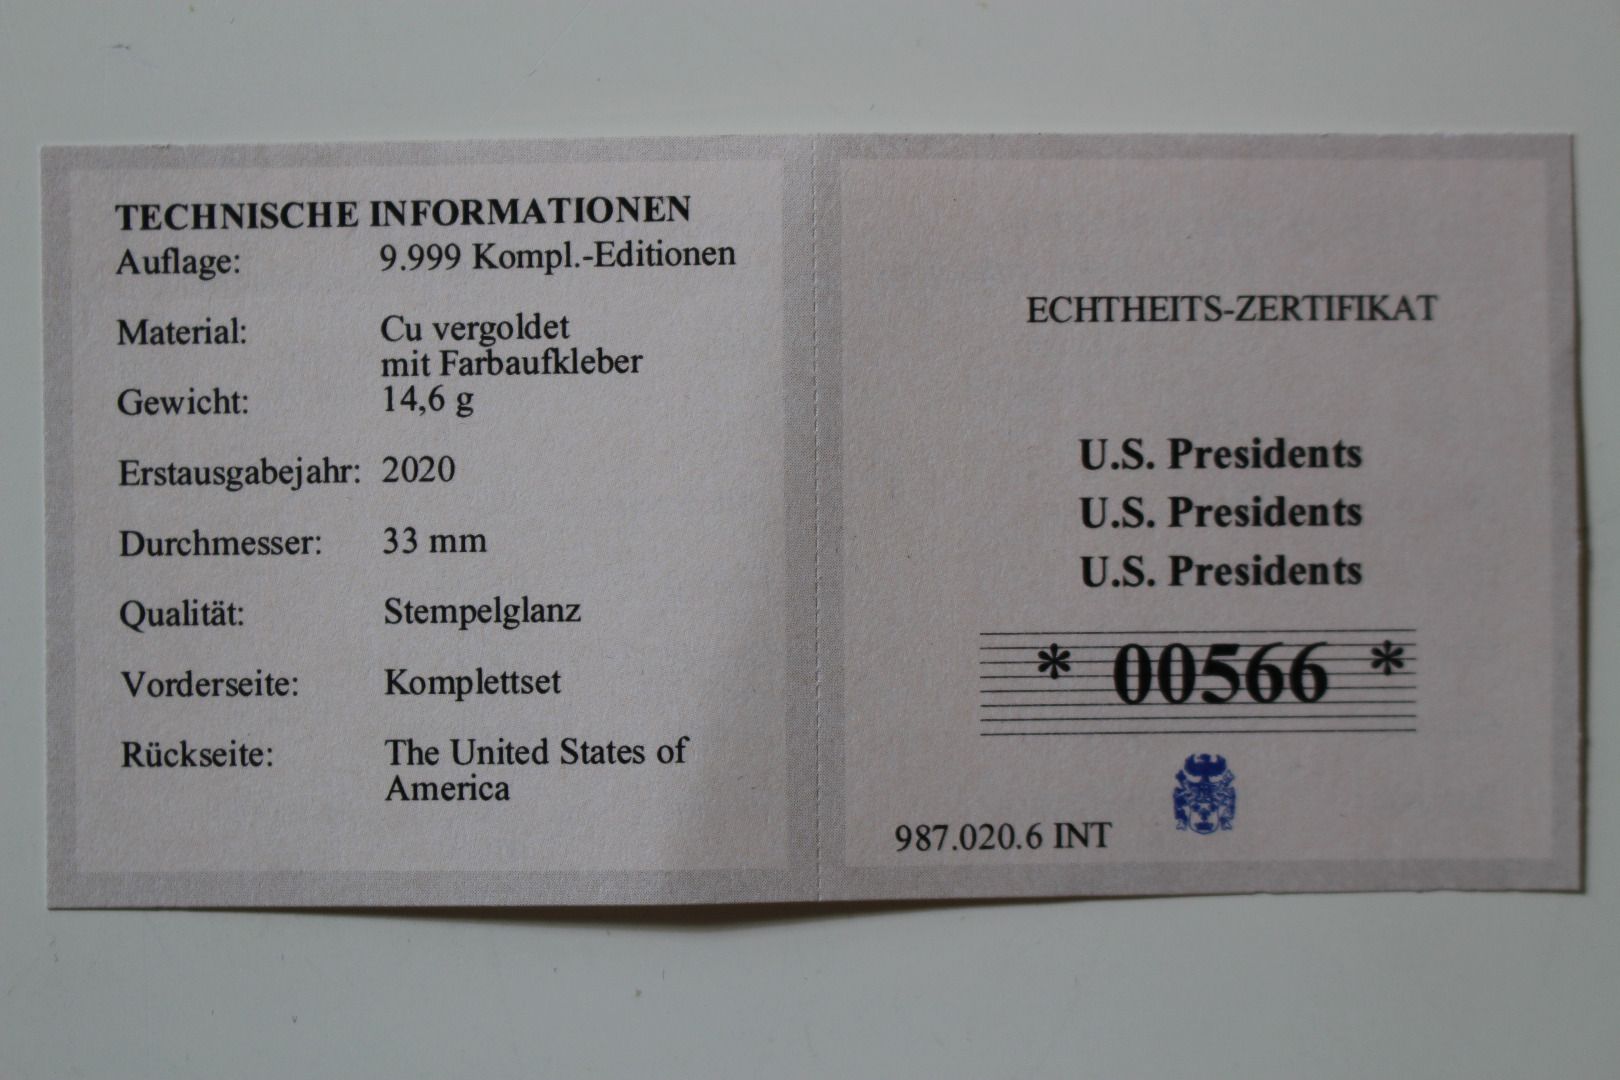 TECHNISCHE INFORMATIONEN
Auflage: 9.999 Kompl.-Editionen
Material: Cu vergoldet
mit Farbaufkleber
Gewicht: 14,6 g
Erstausgabejahr: 2020
Durchmesser: 33 mm
Qualität: Stempelglanz
Vorderseite: Komplettset
Rückseite: The United States of
America
ECHTHEITS-ZERTIFIKAT
U.S. Presidents
U.S. Presidents
U.S. Presidents
* 00566 *
987.020.6 INT